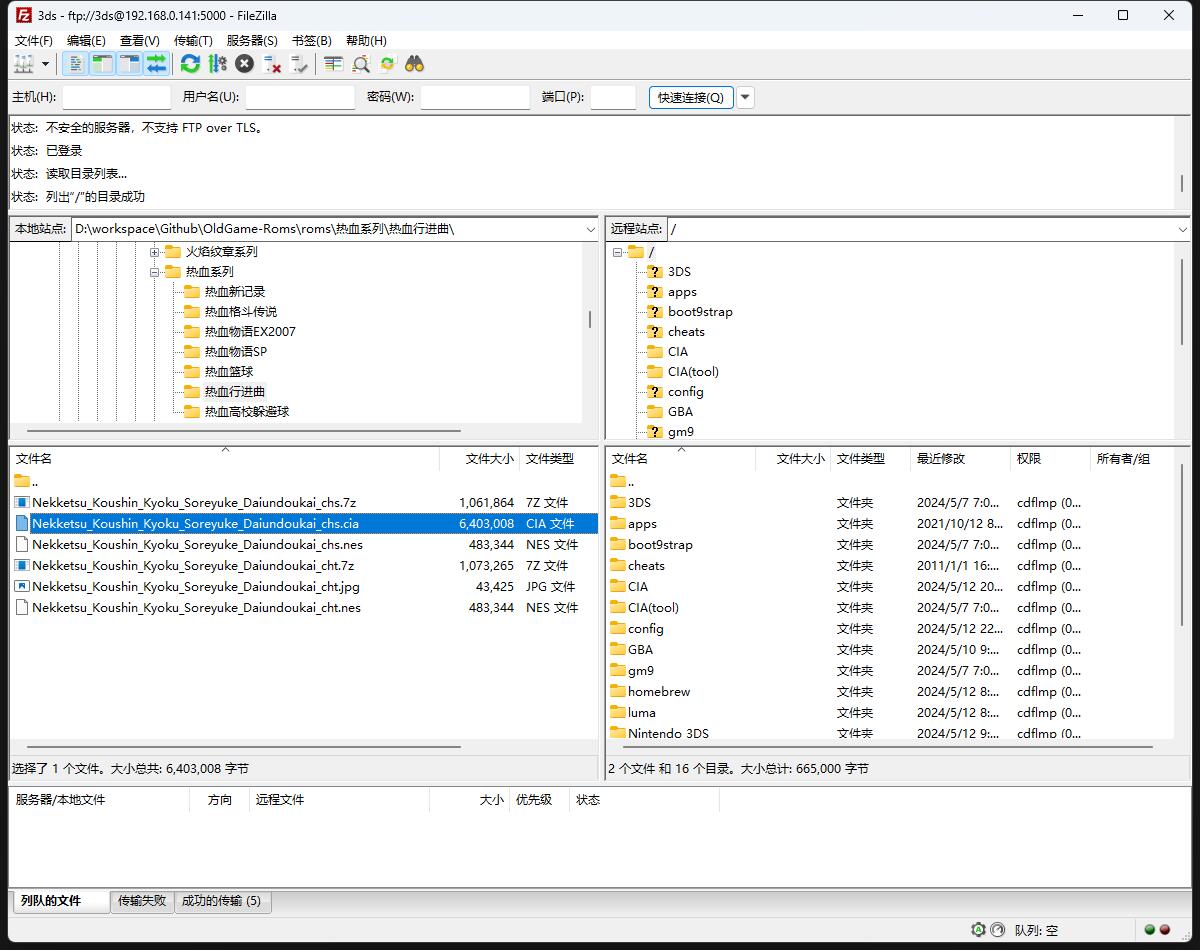 3ds - ftp://3ds@192.168.0.141:5000 - FileZilla
文件(F) 编辑(E) 查看(V) 传输(T) 服务器(S) 书签(B) 帮助(H)
主机(H): 用户名(U): 密码(W): 端口(P): 快速连接(Q)
状态: 不安全的服务器，不支持 FTP over TLS。
状态: 已登录
状态: 读取目录列表...
状态: 列出“/”的目录成功
本地站点: D:\workspace\Github\OldGame-Roms\roms\热血系列\热血行进曲\
火焰纹章系列
热血系列
热血新记录
热血格斗传说
热血物语EX2007
热血物语SP
热血篮球
热血行进曲
热血高校躲避球
远程站点: /
/
3DS
apps
boot9strap
cheats
CIA
CIA(tool)
config
GBA
gm9
文件名 文件大小 文件类型
..
Nekketsu_Koushin_Kyoku_Soreyuke_Daiundoukai_chs.7z 1,061,864 7Z 文件
Nekketsu_Koushin_Kyoku_Soreyuke_Daiundoukai_chs.cia 6,403,008 CIA 文件
Nekketsu_Koushin_Kyoku_Soreyuke_Daiundoukai_chs.nes 483,344 NES 文件
Nekketsu_Koushin_Kyoku_Soreyuke_Daiundoukai_cht.7z 1,073,265 7Z 文件
Nekketsu_Koushin_Kyoku_Soreyuke_Daiundoukai_cht.jpg 43,425 JPG 文件
Nekketsu_Koushin_Kyoku_Soreyuke_Daiundoukai_cht.nes 483,344 NES 文件
选择了 1 个文件。大小总共: 6,403,008 字节
文件名 文件大小 文件类型 最近修改 权限 所有者/组
..
3DS 文件夹 2024/5/7 7:0... cdflmp (0...
apps 文件夹 2021/10/12 8... cdflmp (0...
boot9strap 文件夹 2024/5/7 7:0... cdflmp (0...
cheats 文件夹 2011/1/1 16:... cdflmp (0...
CIA 文件夹 2024/5/12 20... cdflmp (0...
CIA(tool) 文件夹 2024/5/7 7:0... cdflmp (0...
config 文件夹 2024/5/12 22... cdflmp (0...
GBA 文件夹 2024/5/10 9:... cdflmp (0...
gm9 文件夹 2024/5/7 7:0... cdflmp (0...
homebrew 文件夹 2024/5/12 8:... cdflmp (0...
luma 文件夹 2024/5/12 8:... cdflmp (0...
Nintendo 3DS 文件夹 2024/5/12 9:... cdflmp (0...
2 个文件 和 16 个目录。大小总计: 665,000 字节
服务器/本地文件 方向 远程文件 大小 优先级 状态
列队的文件 传输失败 成功的传输 (5)
队列: 空